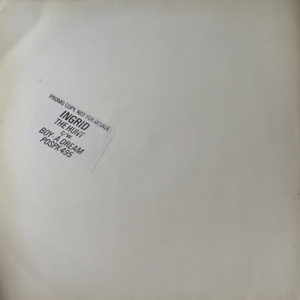 PROMO COPY. NOT FOR RESALE
INGRID
THE HUNT
c/w
BOY-A DREAM
POSPX 495